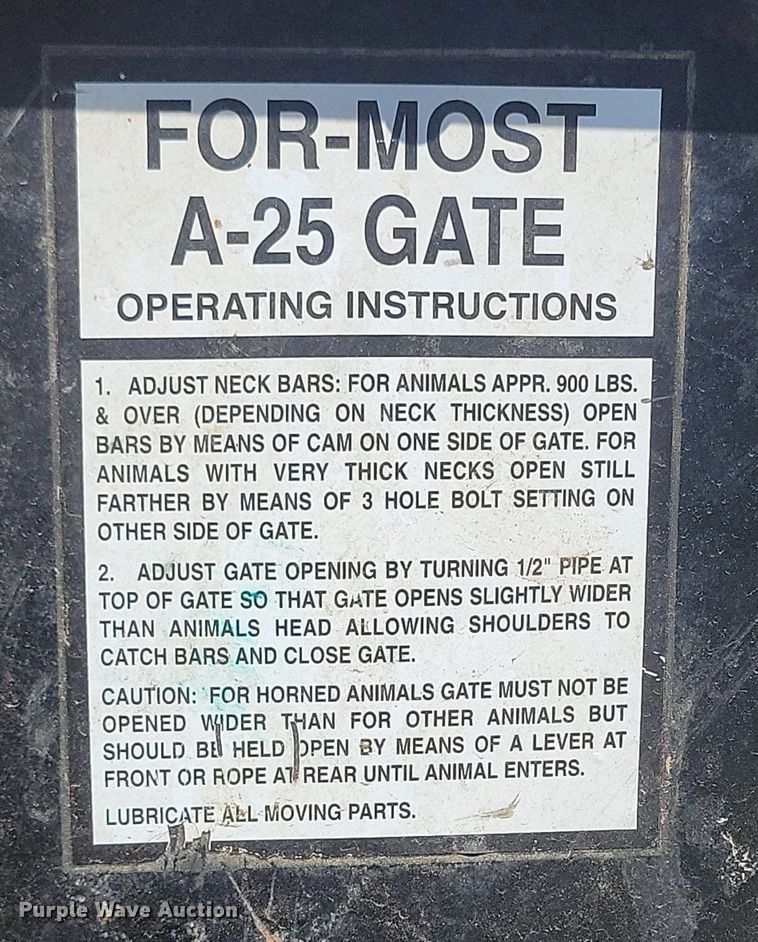 FOR-MOST
A-25 GATE
OPERATING INSTRUCTIONS
1. ADJUST NECK BARS: FOR ANIMALS APPR. 900 LBS.
& OVER (DEPENDING ON NECK THICKNESS) OPEN
BARS BY MEANS OF CAM ON ONE SIDE OF GATE. FOR
ANIMALS WITH VERY THICK NECKS OPEN STILL
FARTHER BY MEANS OF 3 HOLE BOLT SETTING ON
OTHER SIDE OF GATE.
2. ADJUST GATE OPENING BY TURNING 1/2" PIPE AT
TOP OF GATE SO THAT GATE OPENS SLIGHTLY WIDER
THAN ANIMALS HEAD ALLOWING SHOULDERS TO
CATCH BARS AND CLOSE GATE.
CAUTION: FOR HORNED ANIMALS GATE MUST NOT BE
OPENED WIDER THAN FOR OTHER ANIMALS BUT
SHOULD BE HELD OPEN BY MEANS OF A LEVER AT
FRONT OR ROPE AT REAR UNTIL ANIMAL ENTERS.
LUBRICATE ALL MOVING PARTS.
Purple Wave Auction